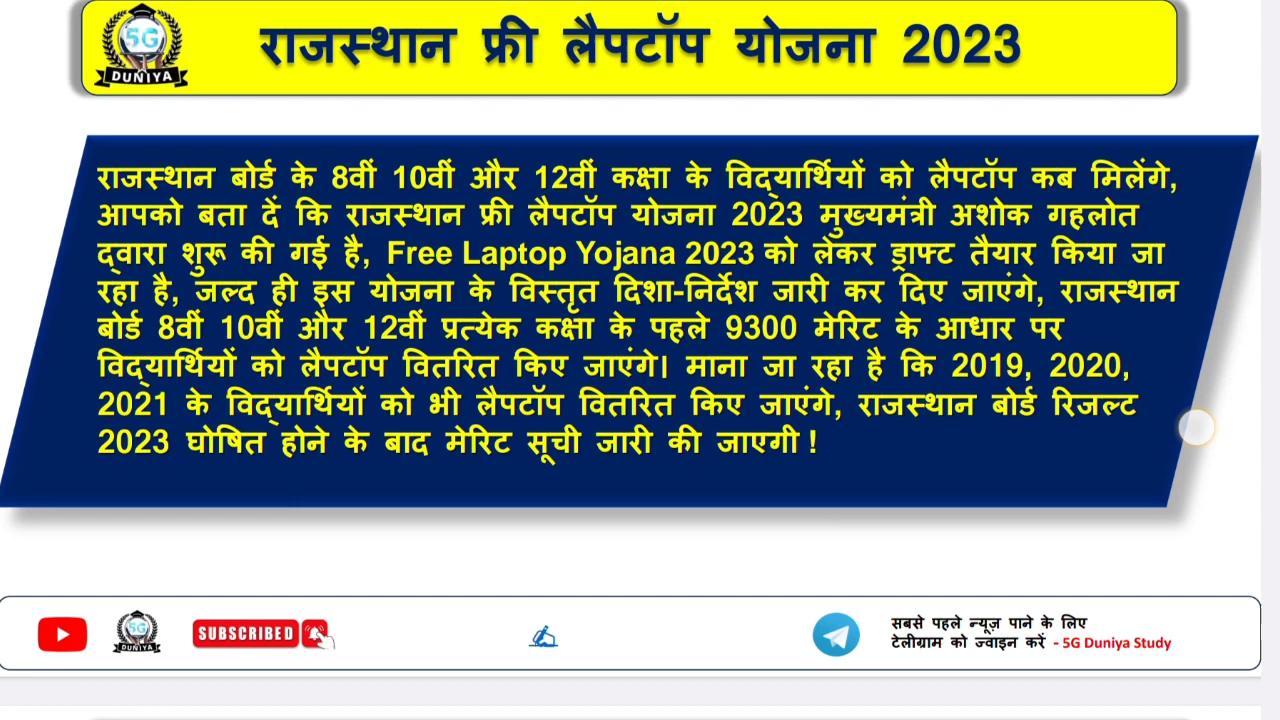 5G
DUNIYA
राजस्थान फ्री लैपटॉप योजना 2023
राजस्थान बोर्ड के 8वीं 10वीं और 12वीं कक्षा के विद्यार्थियों को लैपटॉप कब मिलेंगे,
आपको बता दें कि राजस्थान फ्री लैपटॉप योजना 2023 मुख्यमंत्री अशोक गहलोत
द्वारा शुरू की गई है, Free Laptop Yojana 2023 को लेकर ड्राफ्ट तैयार किया जा
रहा है, जल्द ही इस योजना के विस्तृत दिशा-निर्देश जारी कर दिए जाएंगे, राजस्थान
बोर्ड 8वीं 10वीं और 12वीं प्रत्येक कक्षा के पहले 9300 मेरिट के आधार पर
विद्यार्थियों को लैपटॉप वितरित किए जाएंगे। माना जा रहा है कि 2019, 2020,
2021 के विद्यार्थियों को भी लैपटॉप वितरित किए जाएंगे, राजस्थान बोर्ड रिजल्ट
2023 घोषित होने के बाद मेरिट सूची जारी की जाएगी !
5G
DUNIYA
SUBSCRIBED
सबसे पहले न्यूज़ पाने के लिए
टेलीग्राम को ज्वाइन करें - 5G Duniya Study